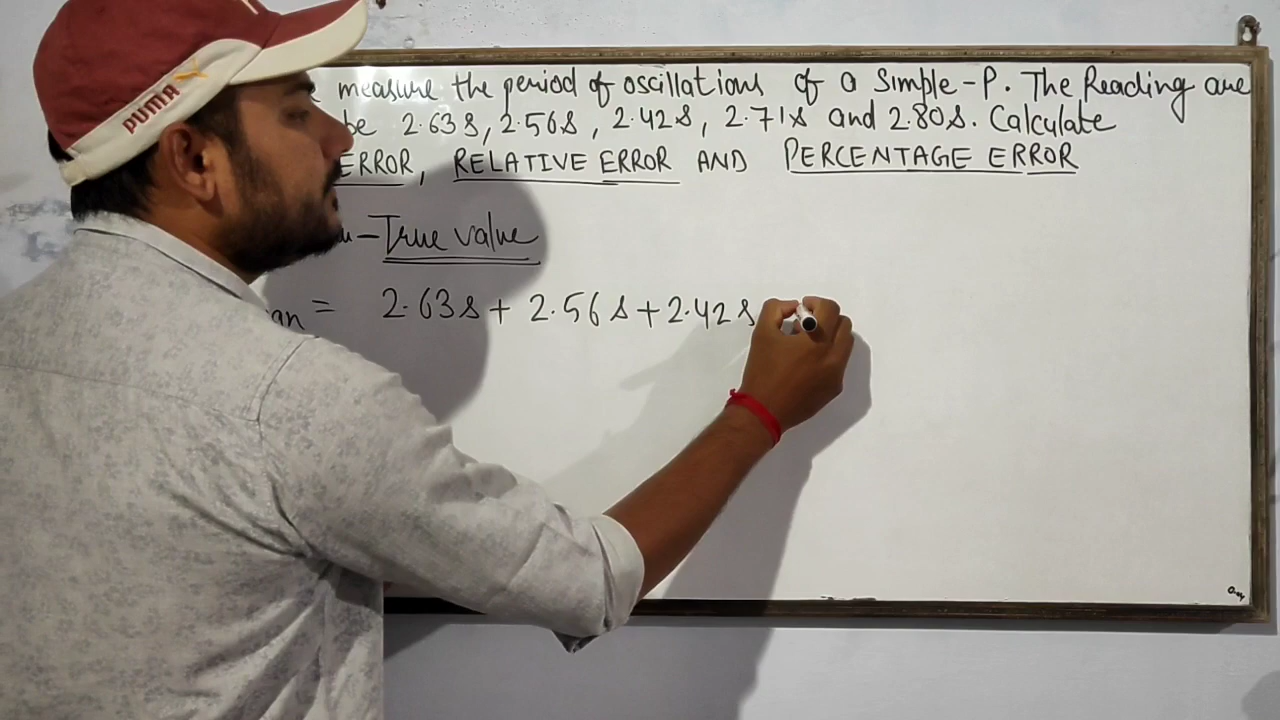 PUMA
measure the period of oscillations of a Simple-P. The Reading are
be 2.63s, 2.56s, 2.42s, 2.71s and 2.80s. Calculate
ERROR, RELATIVE ERROR AND PERCENTAGE ERROR
- True value
an = 2.63s + 2.56s + 2.42s